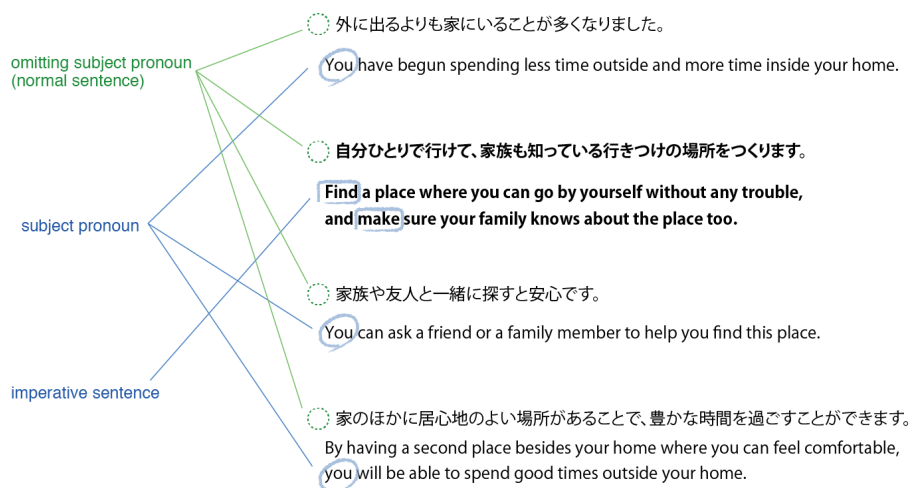 外に出るよりも家にいることが多くなりました。
omitting subject pronoun
(normal sentence)
You have begun spending less time outside and more time inside your home.
自分ひとりで行けて、家族も知っている行きつけの場所をつくります。
Find a place where you can go by yourself without any trouble,
and make sure your family knows about the place too.
subject pronoun
家族や友人と一緒に探すと安心です。
You can ask a friend or a family member to help you find this place.
imperative sentence
家のほかに居心地のよい場所があることで、豊かな時間を過ごすことができます。
By having a second place besides your home where you can feel comfortable,
you will be able to spend good times outside your home.